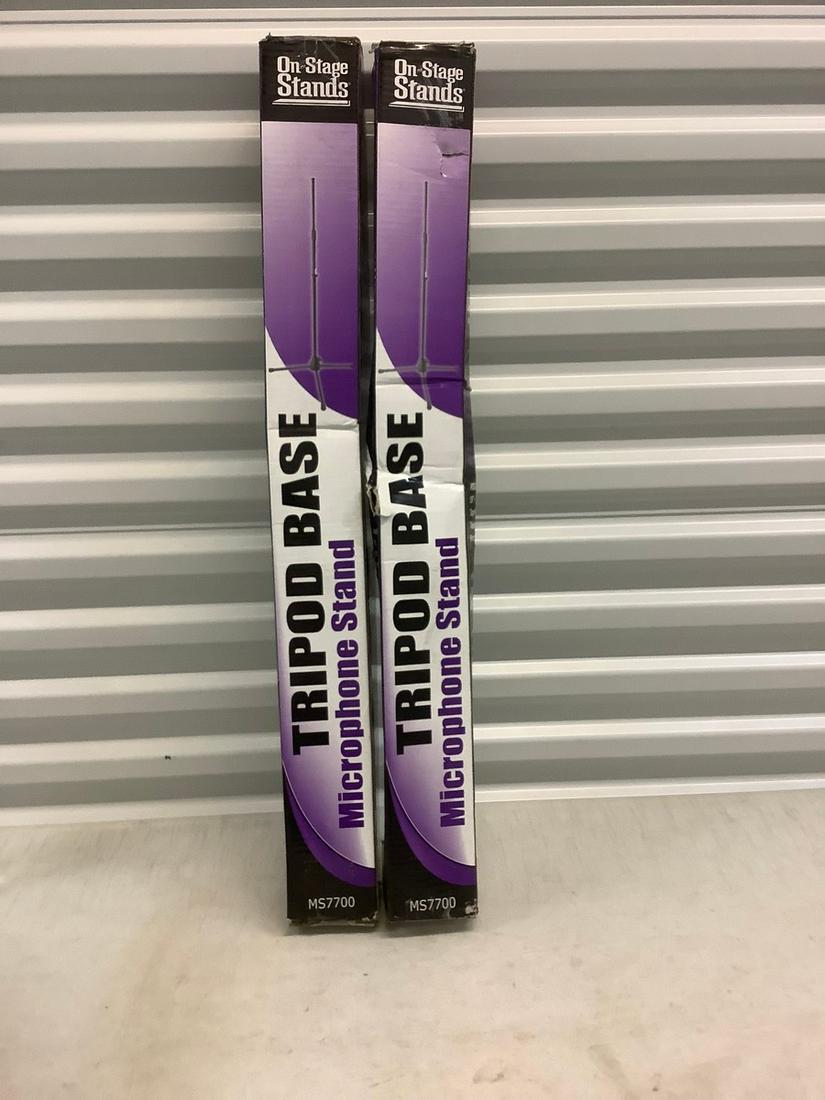 On-Stage
Stands
TRIPOD BASE
Microphone Stand
MS7700
On-Stage
Stands
TRIPOD BASE
Microphone Stand
MS7700